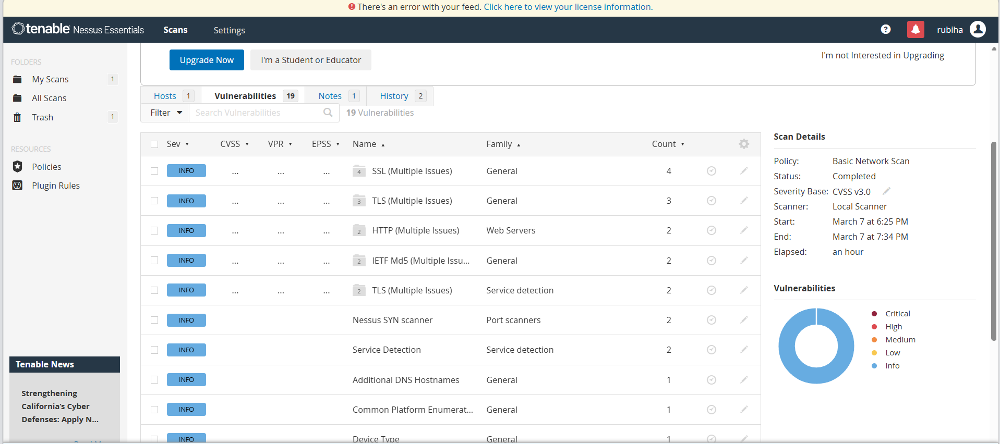 There's an error with your feed. Click here to view your license information.
tenable Nessus Essentials Scans Settings ? rubiha
FOLDERS
My Scans 1
All Scans
Trash 1
RESOURCES
Policies
Plugin Rules
Tenable News
Strengthening
California's Cyber
Defenses: Apply N...
Upgrade Now I'm a Student or Educator I'm not Interested in Upgrading
Hosts 1 Vulnerabilities 19 Notes 1 History 2
Filter Search Vulnerabilities 19 Vulnerabilities
Sev CVSS VPR EPSS Name Family Count
INFO ... ... ... 4 SSL (Multiple Issues) General 4
INFO ... ... ... 3 TLS (Multiple Issues) General 3
INFO ... ... ... 2 HTTP (Multiple Issues) Web Servers 2
INFO ... ... ... 2 IETF Md5 (Multiple Issu... General 2
INFO ... ... ... 2 TLS (Multiple Issues) Service detection 2
INFO Nessus SYN scanner Port scanners 2
INFO Service Detection Service detection 2
INFO Additional DNS Hostnames General 1
INFO Common Platform Enumerat... General 1
INFO Device Type General 1
Scan Details
Policy: Basic Network Scan
Status: Completed
Severity Base: CVSS v3.0
Scanner: Local Scanner
Start: March 7 at 6:25 PM
End: March 7 at 7:34 PM
Elapsed: an hour
Vulnerabilities
Critical
High
Medium
Low
Info